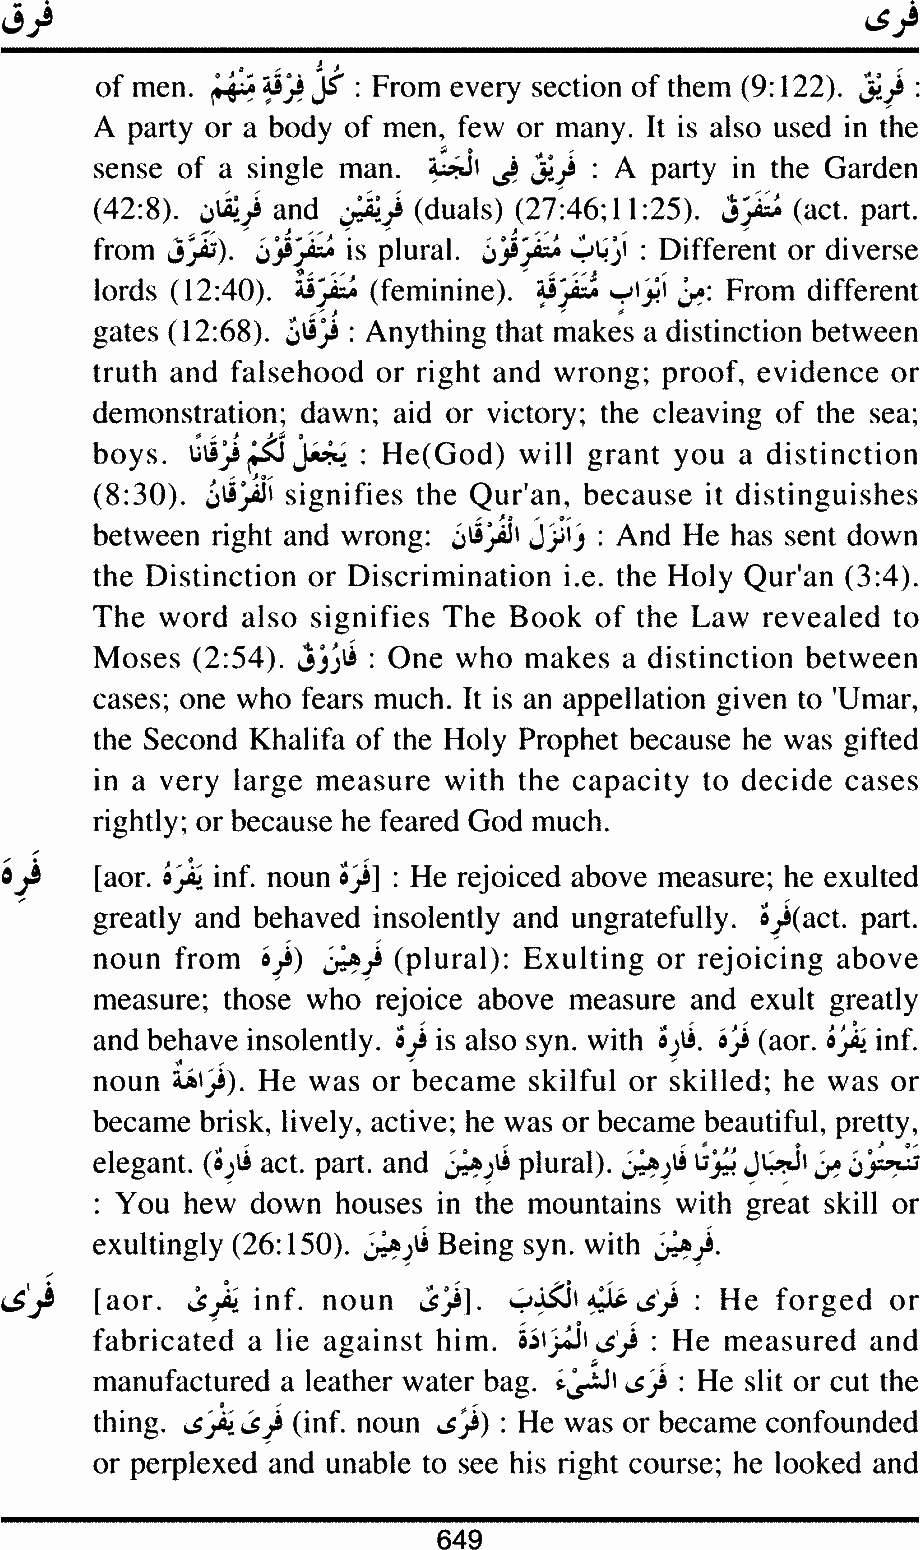 فرق فرى
of men. كُلِّ فِرْقَةٍ مِّنْهُمْ : From every section of them (9:122). فَرِيْقٌ :
A party or a body of men, few or many. It is also used in the
sense of a single man. فَرِيْقٌ فِى الْجَنَّةِ : A party in the Garden
(42:8). فَرِيْقَانِ and فَرِيْقَيْنِ (duals) (27:46;11:25). مُتَفَرِّقٌ (act. part.
from تَفَرَّقَ). مُتَفَرِّقُوْنَ is plural. أَرْبَابٌ مُتَفَرِّقُوْنَ : Different or diverse
lords (12:40). مُتَفَرِّقَةٌ (feminine). مِنْ اَبْوَابٍ مُتَفَرِّقَةٍ: From different
gates (12:68). فُرْقَانٌ : Anything that makes a distinction between
truth and falsehood or right and wrong; proof, evidence or
demonstration; dawn; aid or victory; the cleaving of the sea;
boys. يَجْعَلْ لَّكُمْ فُرْقَانًا : He(God) will grant you a distinction
(8:30). اَلْفُرْقَانُ signifies the Qur'an, because it distinguishes
between right and wrong: وَاَنْزَلَ الْفُرْقَانَ : And He has sent down
the Distinction or Discrimination i.e. the Holy Qur'an (3:4).
The word also signifies The Book of the Law revealed to
Moses (2:54). فَارُوْقٌ : One who makes a distinction between
cases; one who fears much. It is an appellation given to 'Umar,
the Second Khalifa of the Holy Prophet because he was gifted
in a very large measure with the capacity to decide cases
rightly; or because he feared God much.
فَرِهَ [aor. يَفْرَهُ inf. noun فَرَهٌ] : He rejoiced above measure; he exulted
greatly and behaved insolently and ungratefully. فَرِهٌ(act. part.
noun from فَرِهَ) فَرِهِيْنَ (plural): Exulting or rejoicing above
measure; those who rejoice above measure and exult greatly
and behave insolently. فَرِهٌ is also syn. with فَارِهٌ. فَرُهَ (aor. يَفْرُهُ inf.
noun فَرَاهَةٌ). He was or became skilful or skilled; he was or
became brisk, lively, active; he was or became beautiful, pretty,
elegant. (فَارِهٌ act. part. and فَارِهِيْنَ plural). تَنْحِتُوْنَ مِنَ الْجِبَالِ بُيُوْتًا فَارِهِيْنَ
: You hew down houses in the mountains with great skill or
exultingly (26:150). فَارِهِيْنَ Being syn. with فَرِهِيْنَ.
فَرٰى [aor. يَفْرِىْ inf. noun فَرْىٌ]. فَرٰى عَلَيْهِ الْكَذِبَ : He forged or
fabricated a lie against him. فَرٰى الْمَزَادَةَ : He measured and
manufactured a leather water bag. فَرَى الشَّيْءَ : He slit or cut the
thing. فَرِىَ يَفْرَى (inf. noun فَرًى) : He was or became confounded
or perplexed and unable to see his right course; he looked and
649